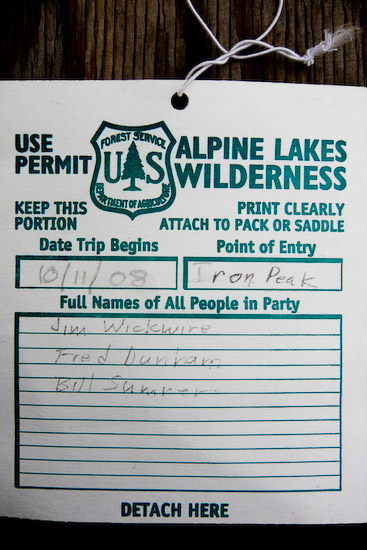 USE PERMIT
FOREST SERVICE
US
DEPARTMENT OF AGRICULTURE
ALPINE LAKES
WILDERNESS
KEEP THIS PORTION
PRINT CLEARLY
ATTACH TO PACK OR SADDLE
Date Trip Begins
Point of Entry
10/11/08
Iron Peak
Full Names of All People in Party
Jim Wickwire
Fred Dunham
Bill Sumner
DETACH HERE